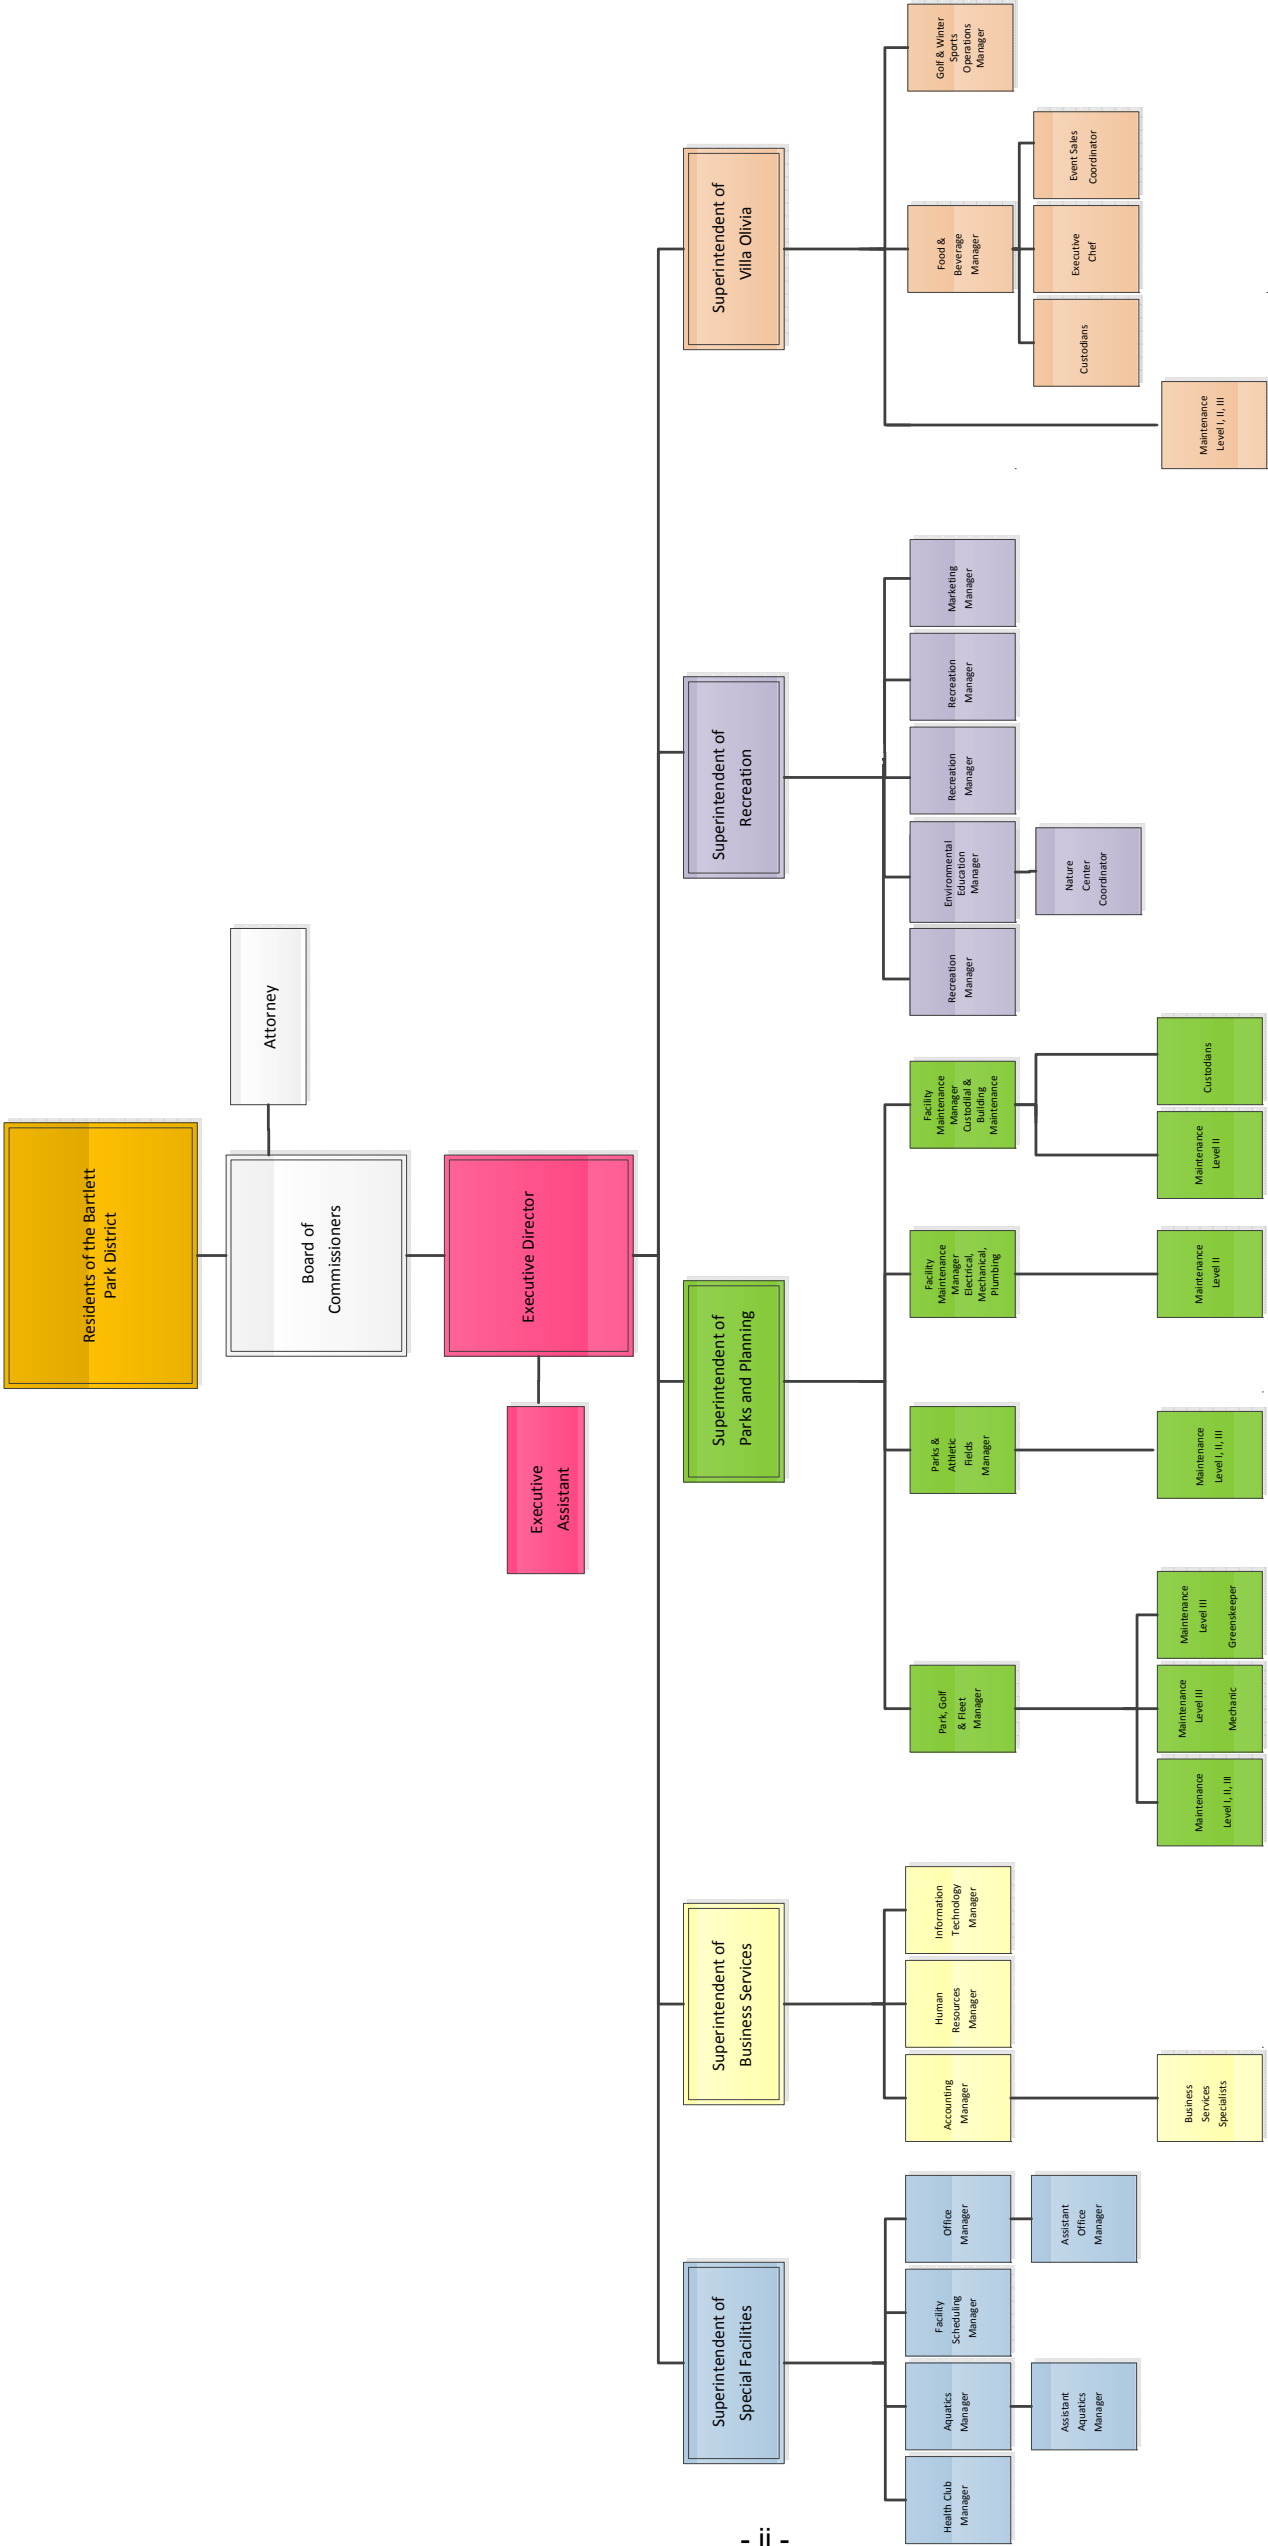 Residents of the Bartlett
Park District
Board of
Commissioners
Attorney
Executive Director
Executive
Assistant
Superintendent of
Special Facilities
Health Club
Manager
Aquatics
Manager
Assistant
Aquatics
Manager
Facility
Scheduling
Manager
Office
Manager
Assistant
Office
Manager
Superintendent of
Business Services
Accounting
Manager
Business
Services
Specialists
Human
Resources
Manager
Information
Technology
Manager
Superintendent of
Parks and Planning
Park, Golf
& Fleet
Manager
Maintenance
Level I, II, III
Maintenance
Level III
Mechanic
Maintenance
Level III
Greenskeeper
Parks &
Athletic
Fields
Manager
Maintenance
Level I, II, III
Facility
Maintenance
Manager
Electrical,
Mechanical,
Plumbing
Maintenance
Level II
Facility
Maintenance
Manager
Custodilal &
Building
Maintenance
Maintenance
Level II
Custodians
Superintendent of
Recreation
Recreation
Manager
Environmental
Education
Manager
Nature
Center
Coordinator
Recreation
Manager
Recreation
Manager
Marketing
Manager
Superintendent of
Villa Olivia
Maintenance
Level I, II, III
Food &
Beverage
Manager
Custodians
Executive
Chef
Event Sales
Coordinator
Golf & Winter
Sports
Operations
Manager
- ii -